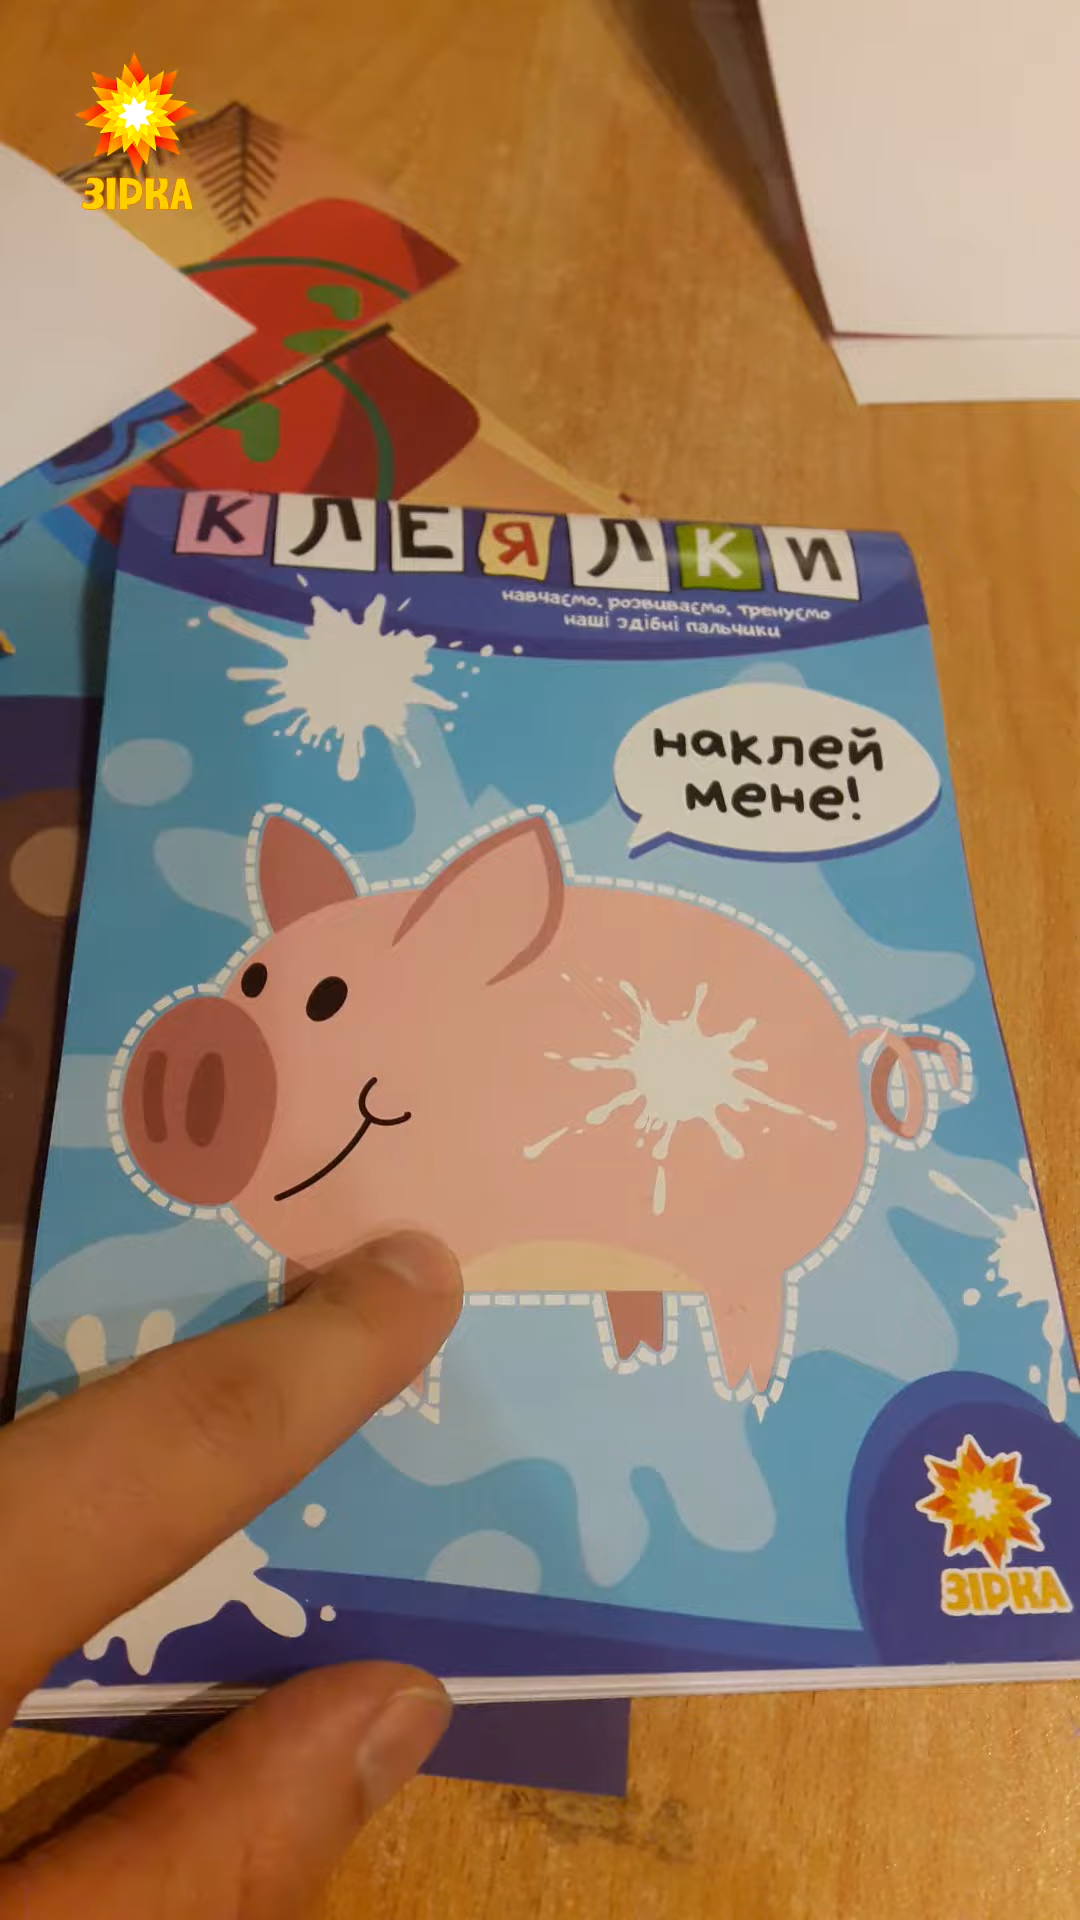 ЗІРКА
КЛЕЯЛКИ
навчаємо, розвиваємо, тренуємо
наші здібні пальчики
наклей
мене!
ЗІРКА